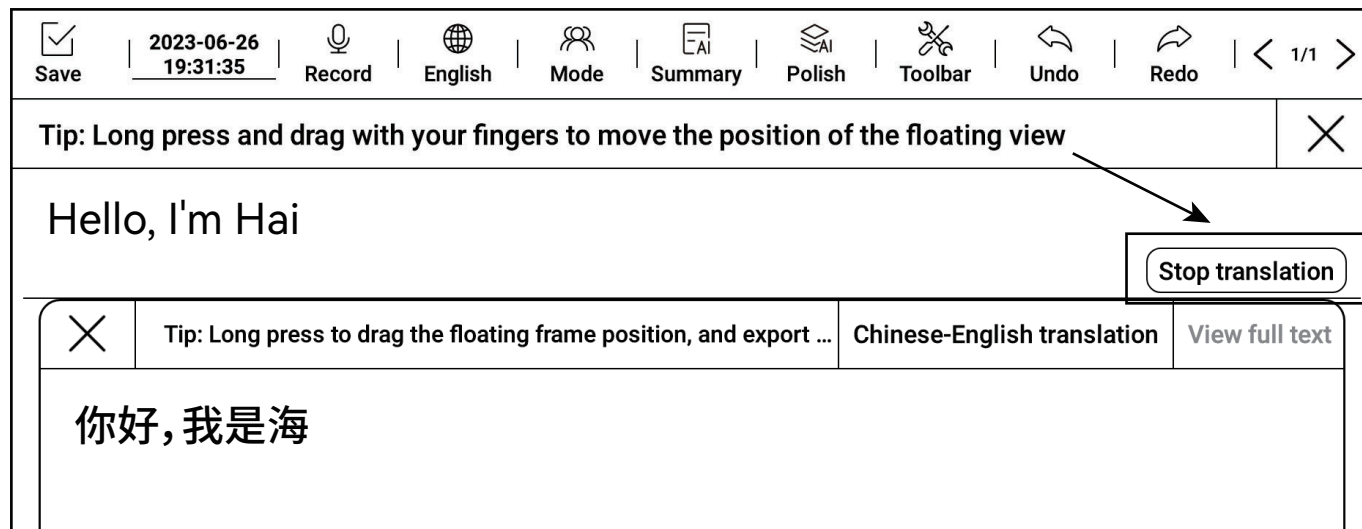 Save
2023-06-26
19:31:35
Record
English
Mode
AI
Summary
AI
Polish
Toolbar
Undo
Redo
1/1
Tip: Long press and drag with your fingers to move the position of the floating view
Hello, I'm Hai
Stop translation
Tip: Long press to drag the floating frame position, and export ...
Chinese-English translation
View full text
你好，我是海